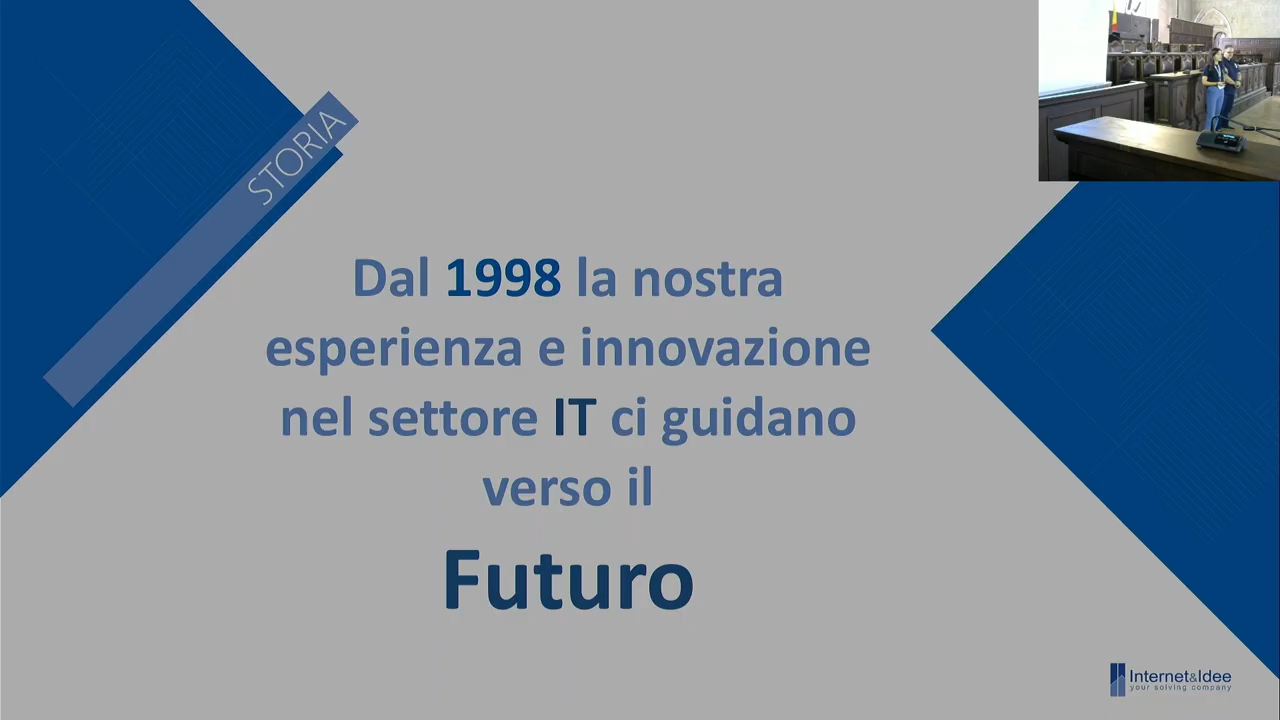 STORIA
Dal 1998 la nostra
esperienza e innovazione
nel settore IT ci guidano
verso il
Futuro
Internet&Idee
your solving company